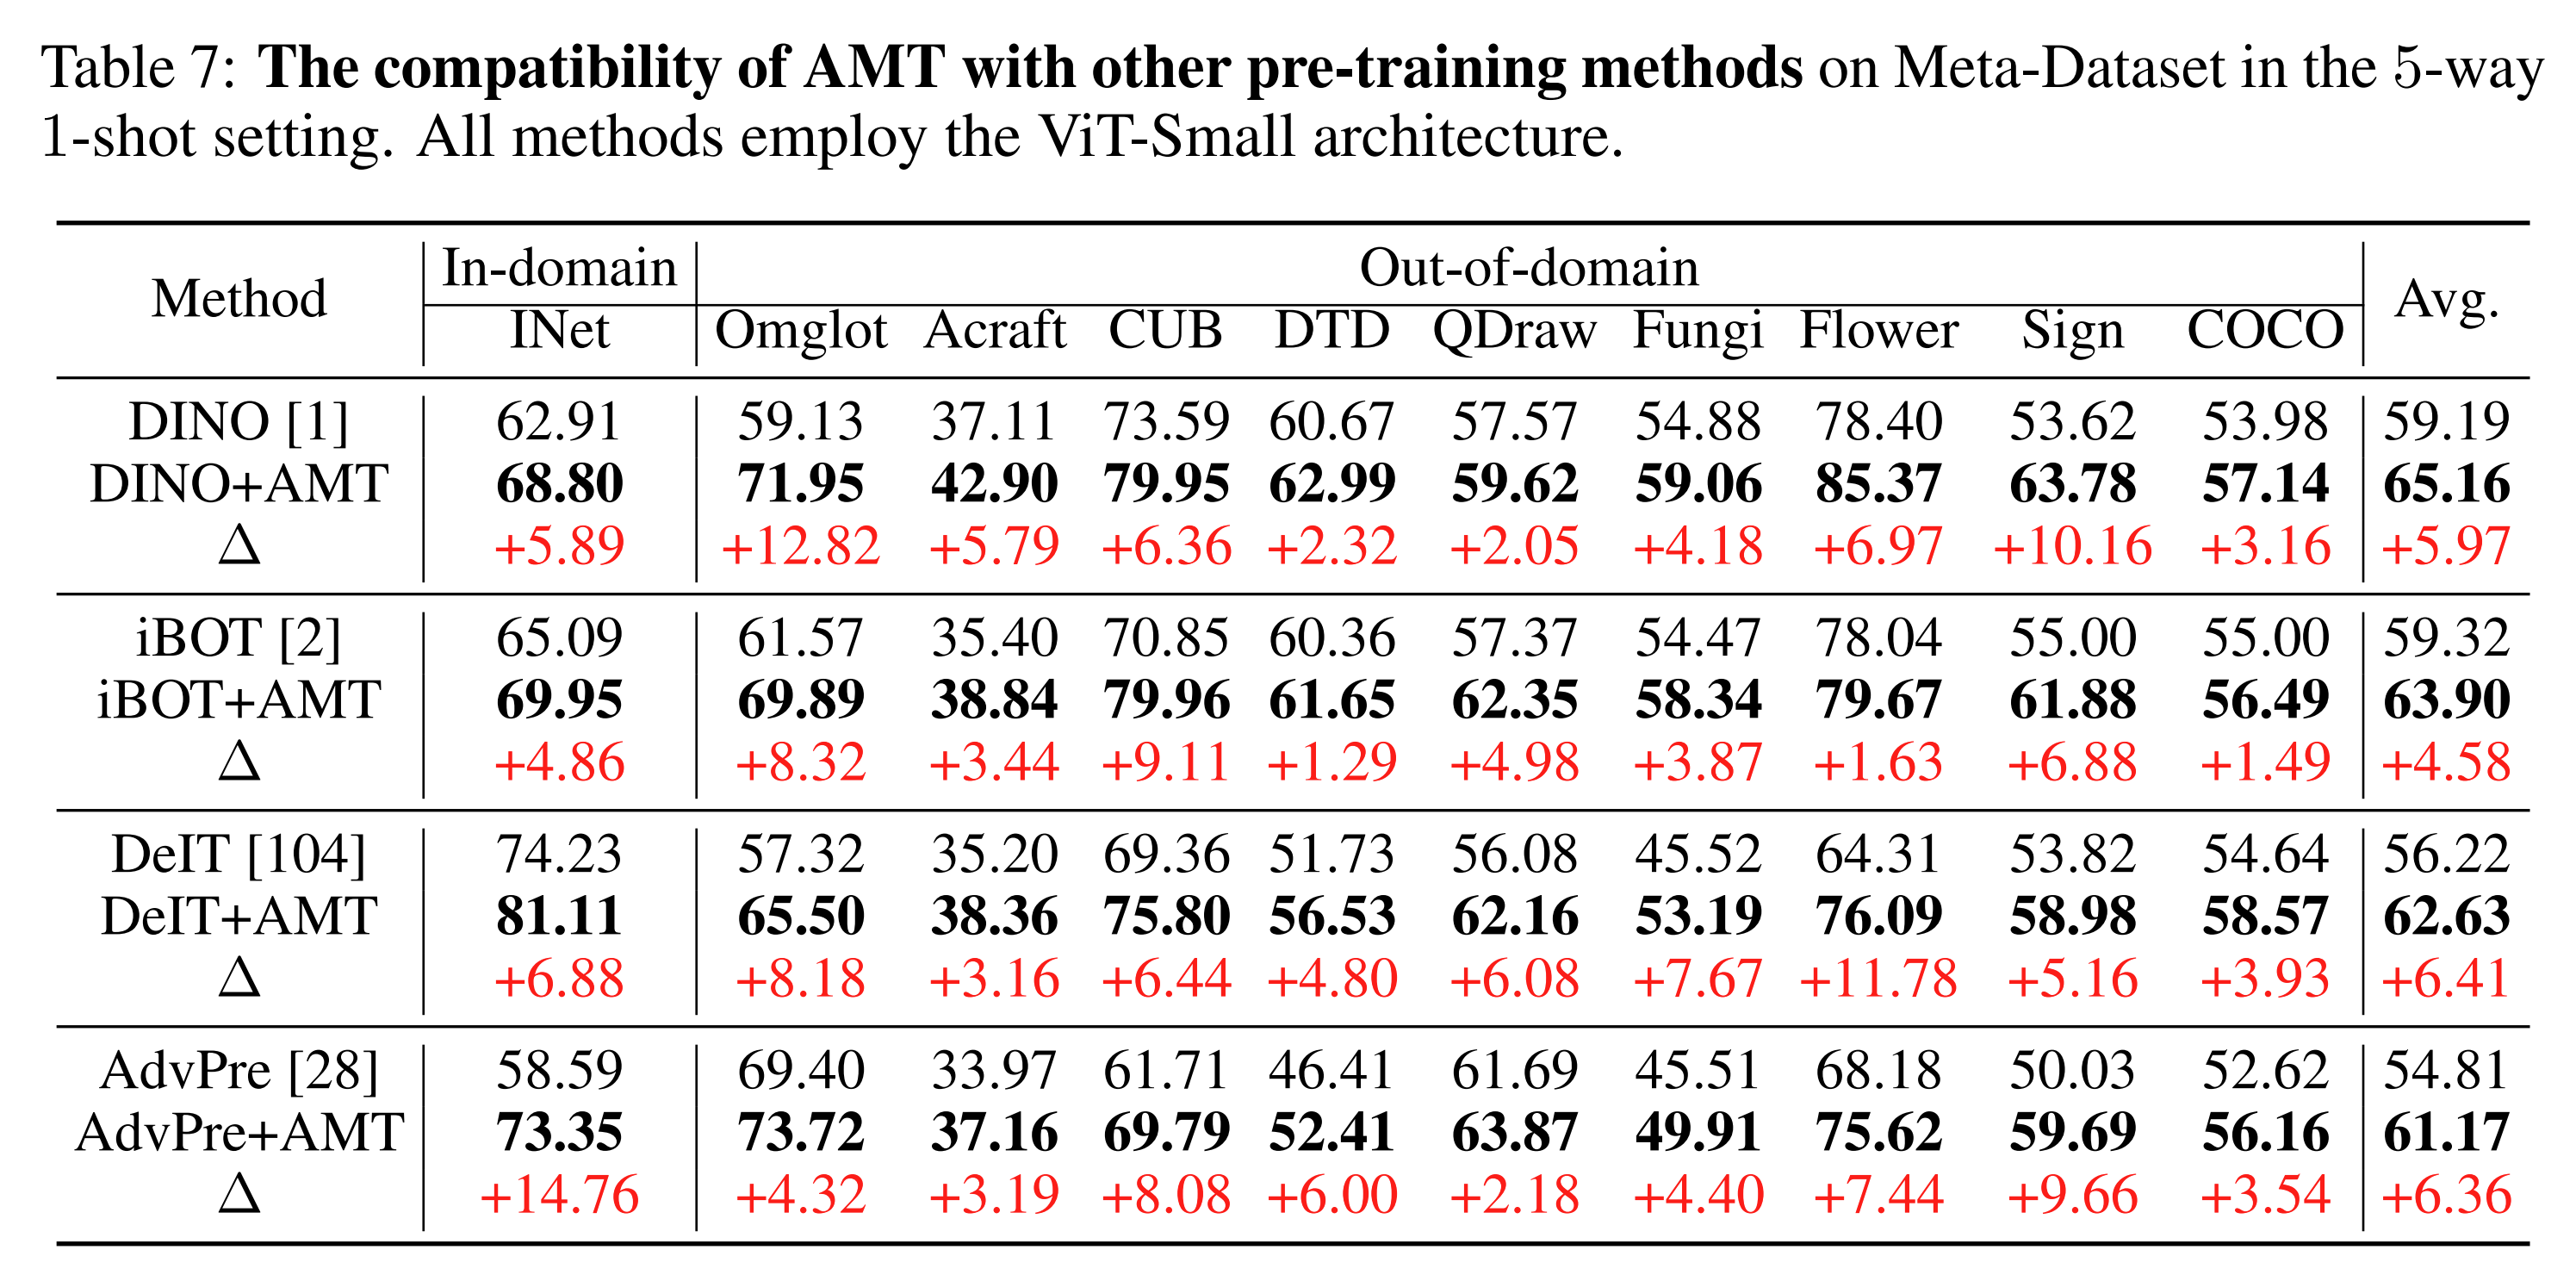 Table 7: The compatibility of AMT with other pre-training methods on Meta-Dataset in the 5-way
1-shot setting. All methods employ the ViT-Small architecture.
Method In-domain Out-of-domain Avg.
INet Omglot Acraft CUB DTD QDraw Fungi Flower Sign COCO
DINO [1] 62.91 59.13 37.11 73.59 60.67 57.57 54.88 78.40 53.62 53.98 59.19
DINO+AMT 68.80 71.95 42.90 79.95 62.99 59.62 59.06 85.37 63.78 57.14 65.16
Δ +5.89 +12.82 +5.79 +6.36 +2.32 +2.05 +4.18 +6.97 +10.16 +3.16 +5.97
iBOT [2] 65.09 61.57 35.40 70.85 60.36 57.37 54.47 78.04 55.00 55.00 59.32
iBOT+AMT 69.95 69.89 38.84 79.96 61.65 62.35 58.34 79.67 61.88 56.49 63.90
Δ +4.86 +8.32 +3.44 +9.11 +1.29 +4.98 +3.87 +1.63 +6.88 +1.49 +4.58
DeIT [104] 74.23 57.32 35.20 69.36 51.73 56.08 45.52 64.31 53.82 54.64 56.22
DeIT+AMT 81.11 65.50 38.36 75.80 56.53 62.16 53.19 76.09 58.98 58.57 62.63
Δ +6.88 +8.18 +3.16 +6.44 +4.80 +6.08 +7.67 +11.78 +5.16 +3.93 +6.41
AdvPre [28] 58.59 69.40 33.97 61.71 46.41 61.69 45.51 68.18 50.03 52.62 54.81
AdvPre+AMT 73.35 73.72 37.16 69.79 52.41 63.87 49.91 75.62 59.69 56.16 61.17
Δ +14.76 +4.32 +3.19 +8.08 +6.00 +2.18 +4.40 +7.44 +9.66 +3.54 +6.36